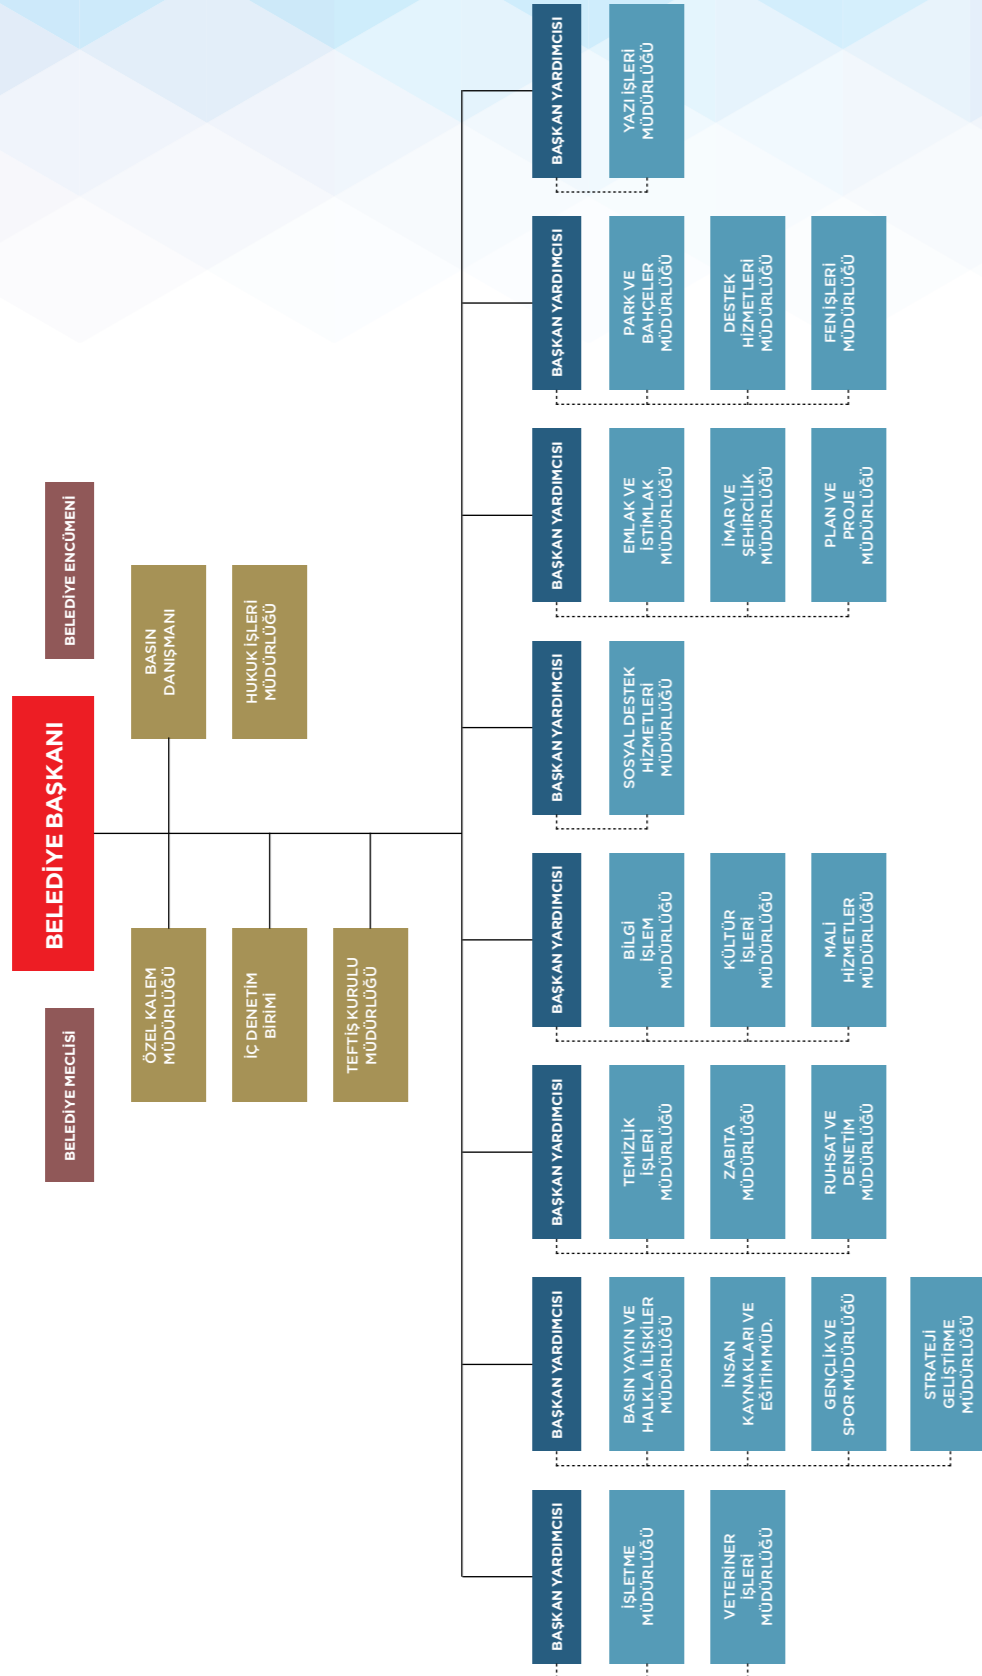 BELEDİYE MECLİSİ
BELEDİYE BAŞKANI
BELEDİYE ENCÜMENİ
ÖZEL KALEM
MÜDÜRLÜĞÜ
BASIN
DANIŞMANI
İÇ DENETİM
BİRİMİ
HUKUK İŞLERİ
MÜDÜRLÜĞÜ
TEFTİŞ KURULU
MÜDÜRLÜĞÜ
BAŞKAN YARDIMCISI
İŞLETME
MÜDÜRLÜĞÜ
VETERİNER
İŞLERİ
MÜDÜRLÜĞÜ
BAŞKAN YARDIMCISI
BASIN YAYIN VE
HALKLA İLİŞKİLER
MÜDÜRLÜĞÜ
İNSAN
KAYNAKLARI VE
EĞİTİM MÜD.
GENÇLİK VE
SPOR MÜDÜRLÜĞÜ
STRATEJİ
GELİŞTİRME
MÜDÜRLÜĞÜ
BAŞKAN YARDIMCISI
TEMİZLİK
İŞLERİ
MÜDÜRLÜĞÜ
ZABITA
MÜDÜRLÜĞÜ
RUHSAT VE
DENETİM
MÜDÜRLÜĞÜ
BAŞKAN YARDIMCISI
BİLGİ
İŞLEM
MÜDÜRLÜĞÜ
KÜLTÜR
İŞLERİ
MÜDÜRLÜĞÜ
MALİ
HİZMETLER
MÜDÜRLÜĞÜ
BAŞKAN YARDIMCISI
SOSYAL DESTEK
HİZMETLERİ
MÜDÜRLÜĞÜ
BAŞKAN YARDIMCISI
EMLAK VE
İSTİMLAK
MÜDÜRLÜĞÜ
İMAR VE
ŞEHİRCİLİK
MÜDÜRLÜĞÜ
PLAN VE
PROJE
MÜDÜRLÜĞÜ
BAŞKAN YARDIMCISI
PARK VE
BAHÇELER
MÜDÜRLÜĞÜ
DESTEK
HİZMETLERİ
MÜDÜRLÜĞÜ
FEN İŞLERİ
MÜDÜRLÜĞÜ
BAŞKAN YARDIMCISI
YAZI İŞLERİ
MÜDÜRLÜĞÜ